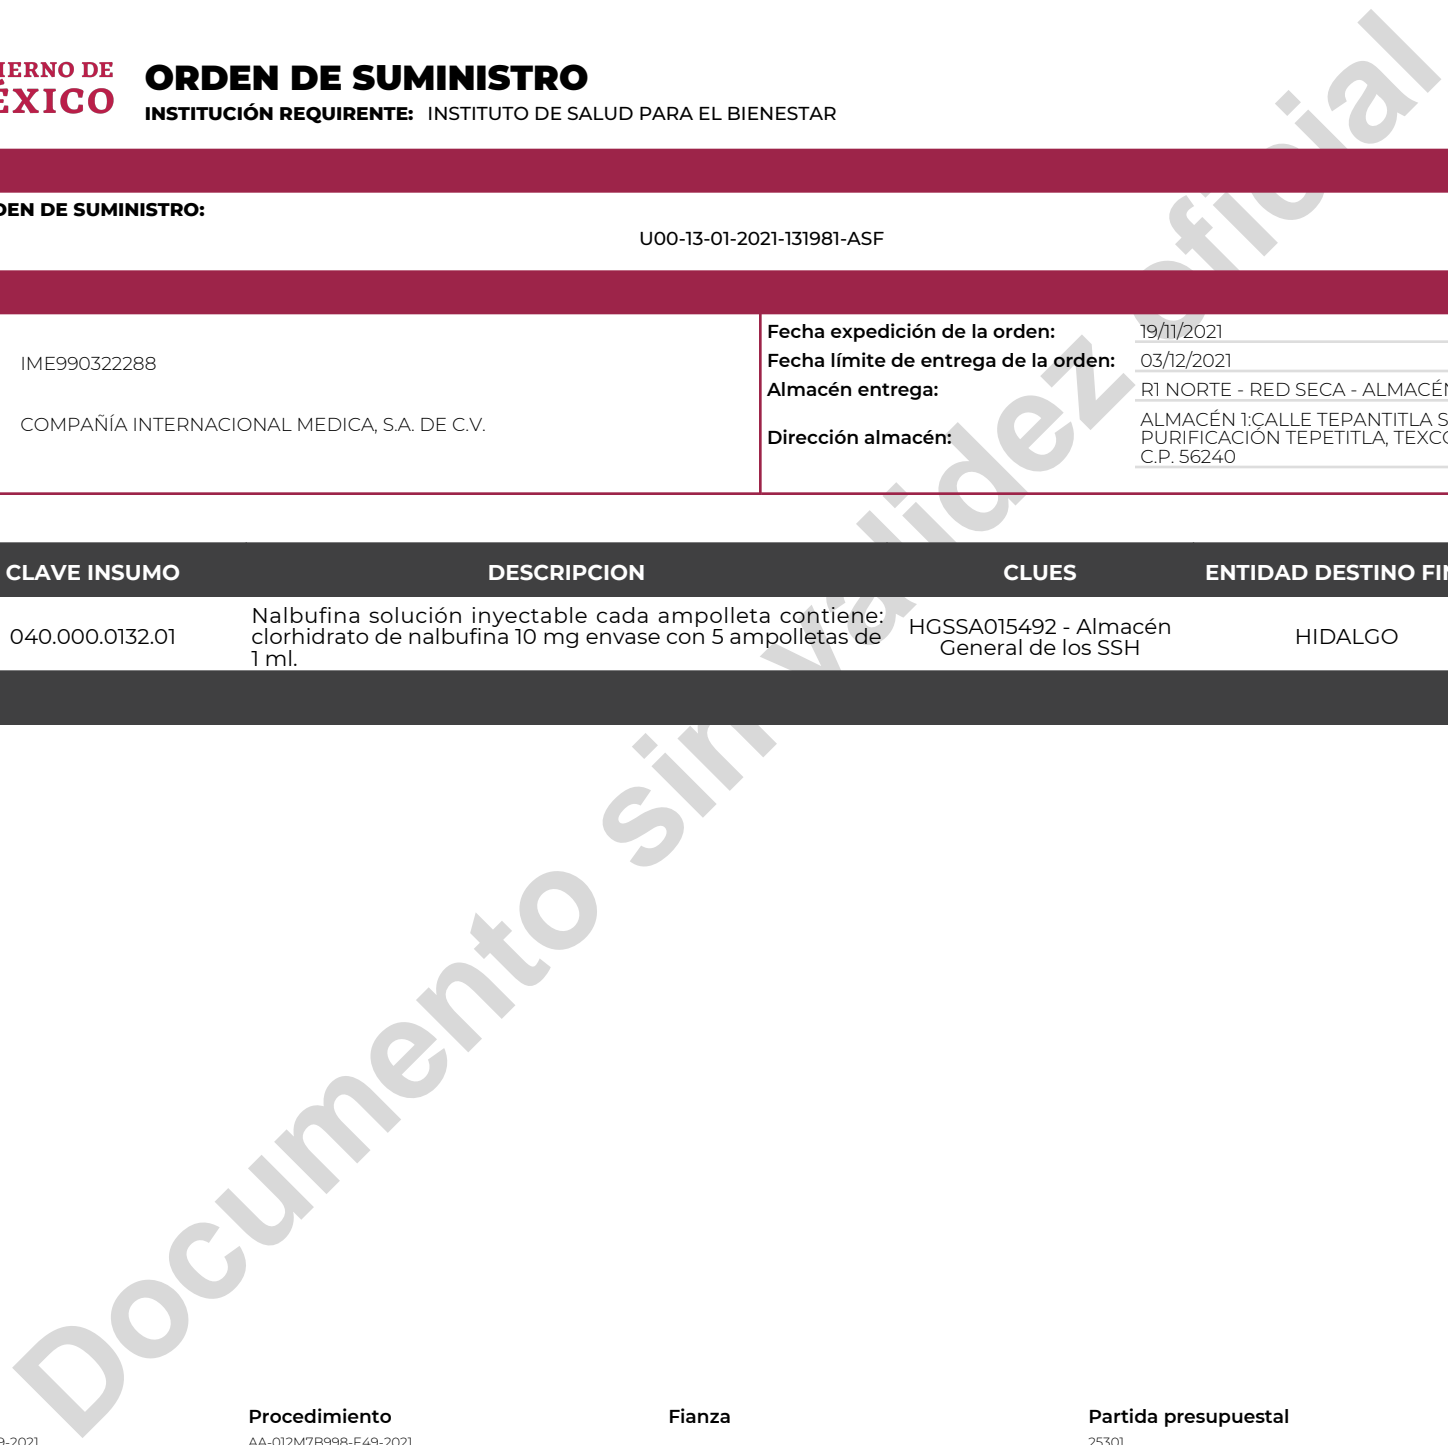 IERNO DE
ÉXICO
ORDEN DE SUMINISTRO
INSTITUCIÓN REQUIRENTE: INSTITUTO DE SALUD PARA EL BIENESTAR
DEN DE SUMINISTRO:
U00-13-01-2021-131981-ASF
IME990322288
COMPAÑÍA INTERNACIONAL MEDICA, S.A. DE C.V.
Fecha expedición de la orden: 19/11/2021
Fecha límite de entrega de la orden: 03/12/2021
Almacén entrega: R1 NORTE - RED SECA - ALMACÉN
Dirección almacén: ALMACÉN 1:CALLE TEPANTITLA S
PURIFICACIÓN TEPETITLA, TEXCO
C.P. 56240
CLAVE INSUMO DESCRIPCION CLUES ENTIDAD DESTINO FIN
040.000.0132.01
Nalbufina solución inyectable cada ampolleta contiene:
clorhidrato de nalbufina 10 mg envase con 5 ampolletas de
1 ml.
HGSSA015492 - Almacén
General de los SSH
HIDALGO
Documento sin validez oficial
Procedimiento Fianza Partida presupuestal
9-2021 AA-012M7B998-E49-2021 25301